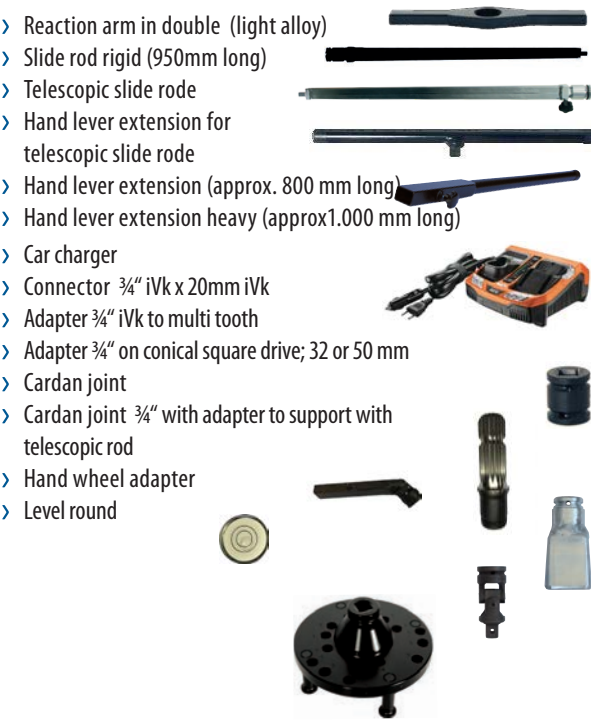 › Reaction arm in double (light alloy)
› Slide rod rigid (950mm long)
› Telescopic slide rode
› Hand lever extension for
telescopic slide rode
› Hand lever extension (approx. 800 mm long)
› Hand lever extension heavy (approx1.000 mm long)
› Car charger
› Connector ¾“ iVk x 20mm iVk
› Adapter ¾“ iVk to multi tooth
› Adapter ¾“ on conical square drive; 32 or 50 mm
› Cardan joint
› Cardan joint ¾“ with adapter to support with
telescopic rod
› Hand wheel adapter
› Level round